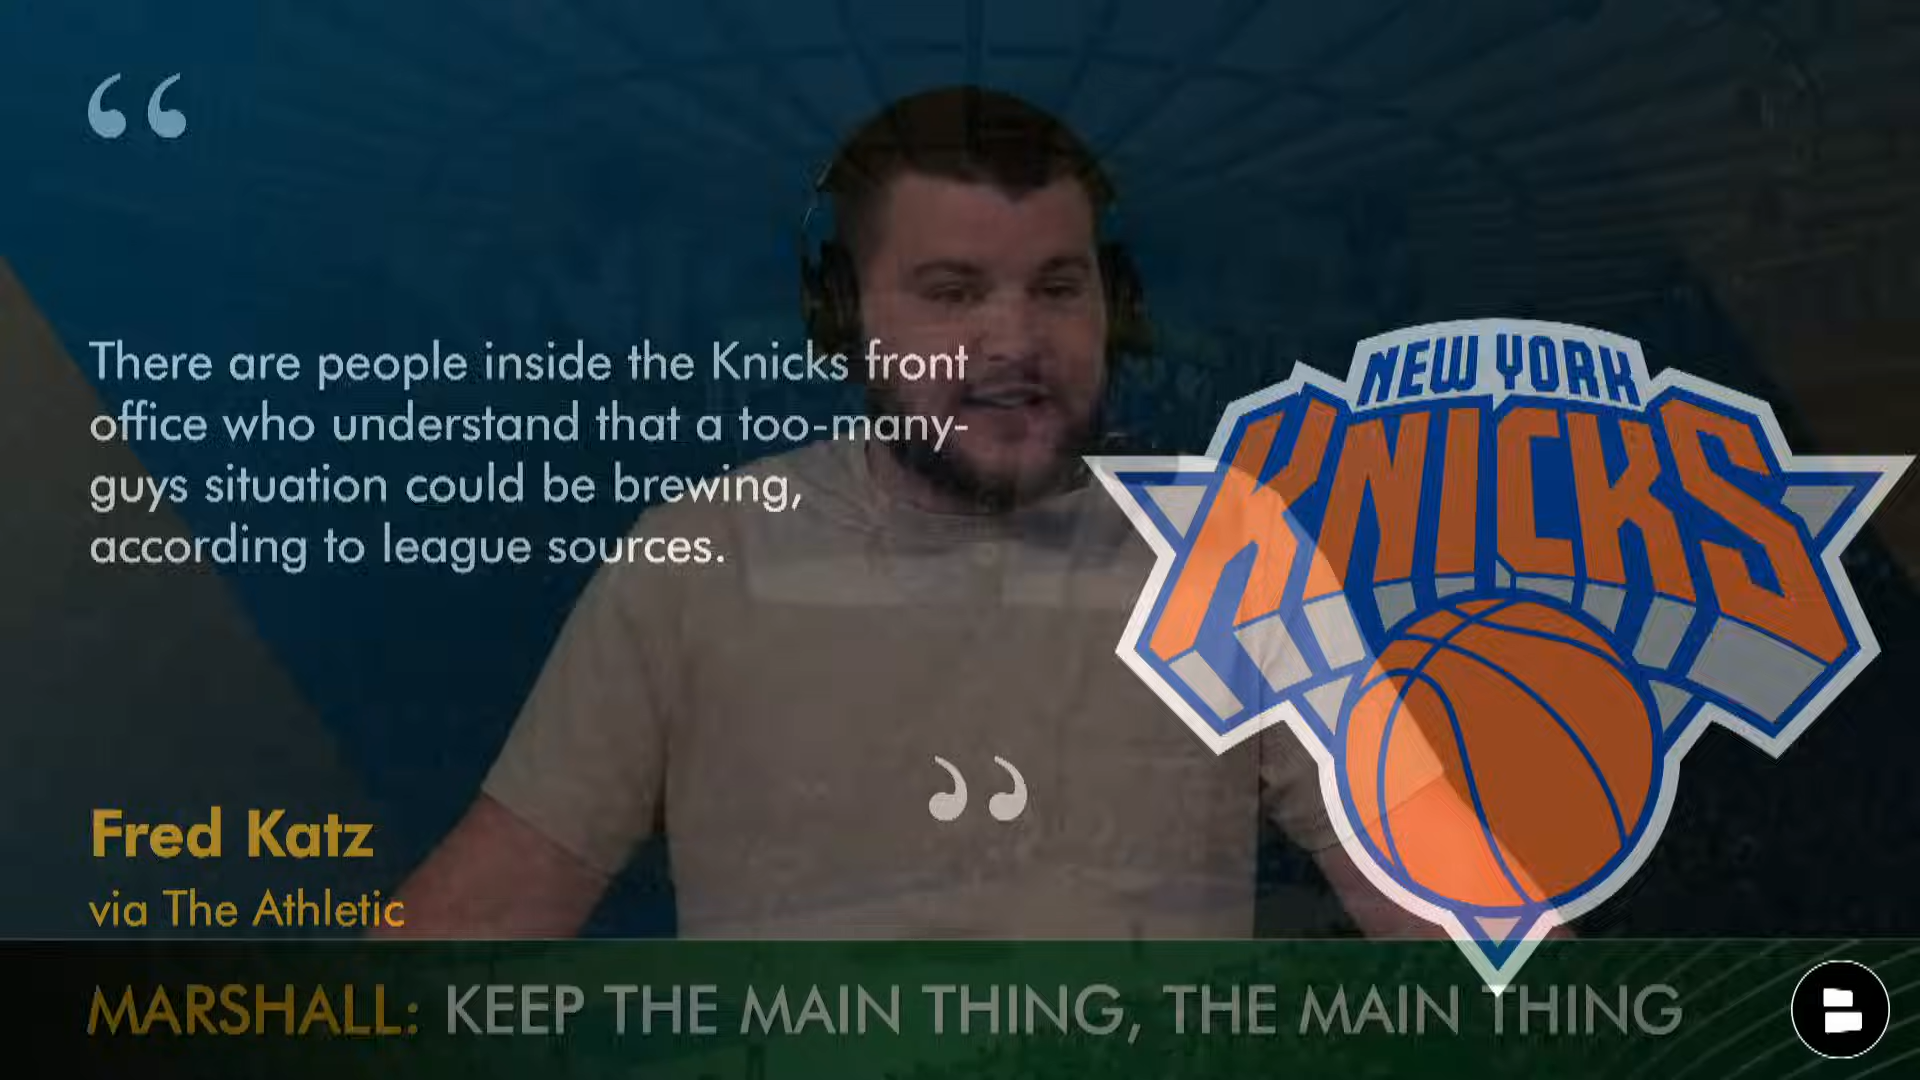 “
There are people inside the Knicks front
office who understand that a too-many-
guys situation could be brewing,
according to league sources.
”
Fred Katz
via The Athletic
NEW YORK
KNICKS
MARSHALL: KEEP THE MAIN THING, THE MAIN THING